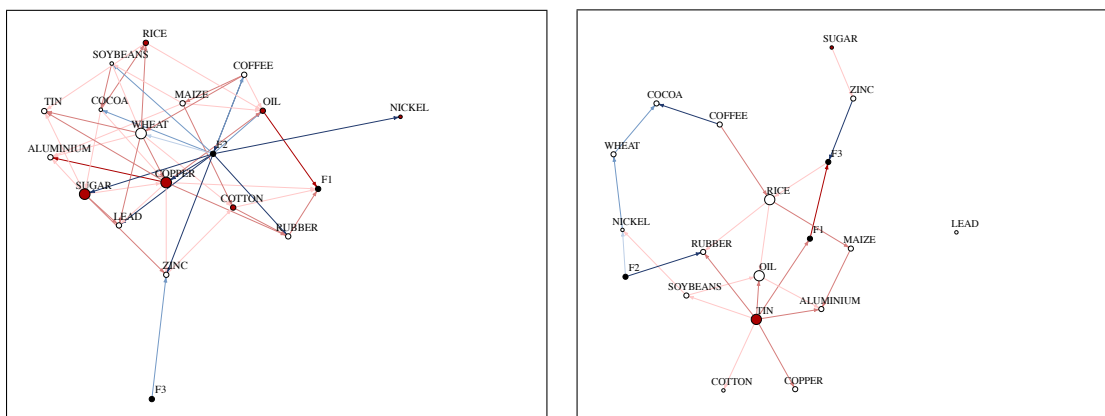 RICE
SOYBEANS
COFFEE
TIN
COCOA
MAIZE
OIL
NICKEL
WHEAT
F2
ALUMINIUM
COPPER
SUGAR
F1
COTTON
LEAD
RUBBER
ZINC
F3
SUGAR
ZINC
COCOA
COFFEE
WHEAT
F3
RICE
NICKEL
LEAD
F1
RUBBER
MAIZE
F2
OIL
SOYBEANS
ALUMINIUM
TIN
COTTON
COPPER